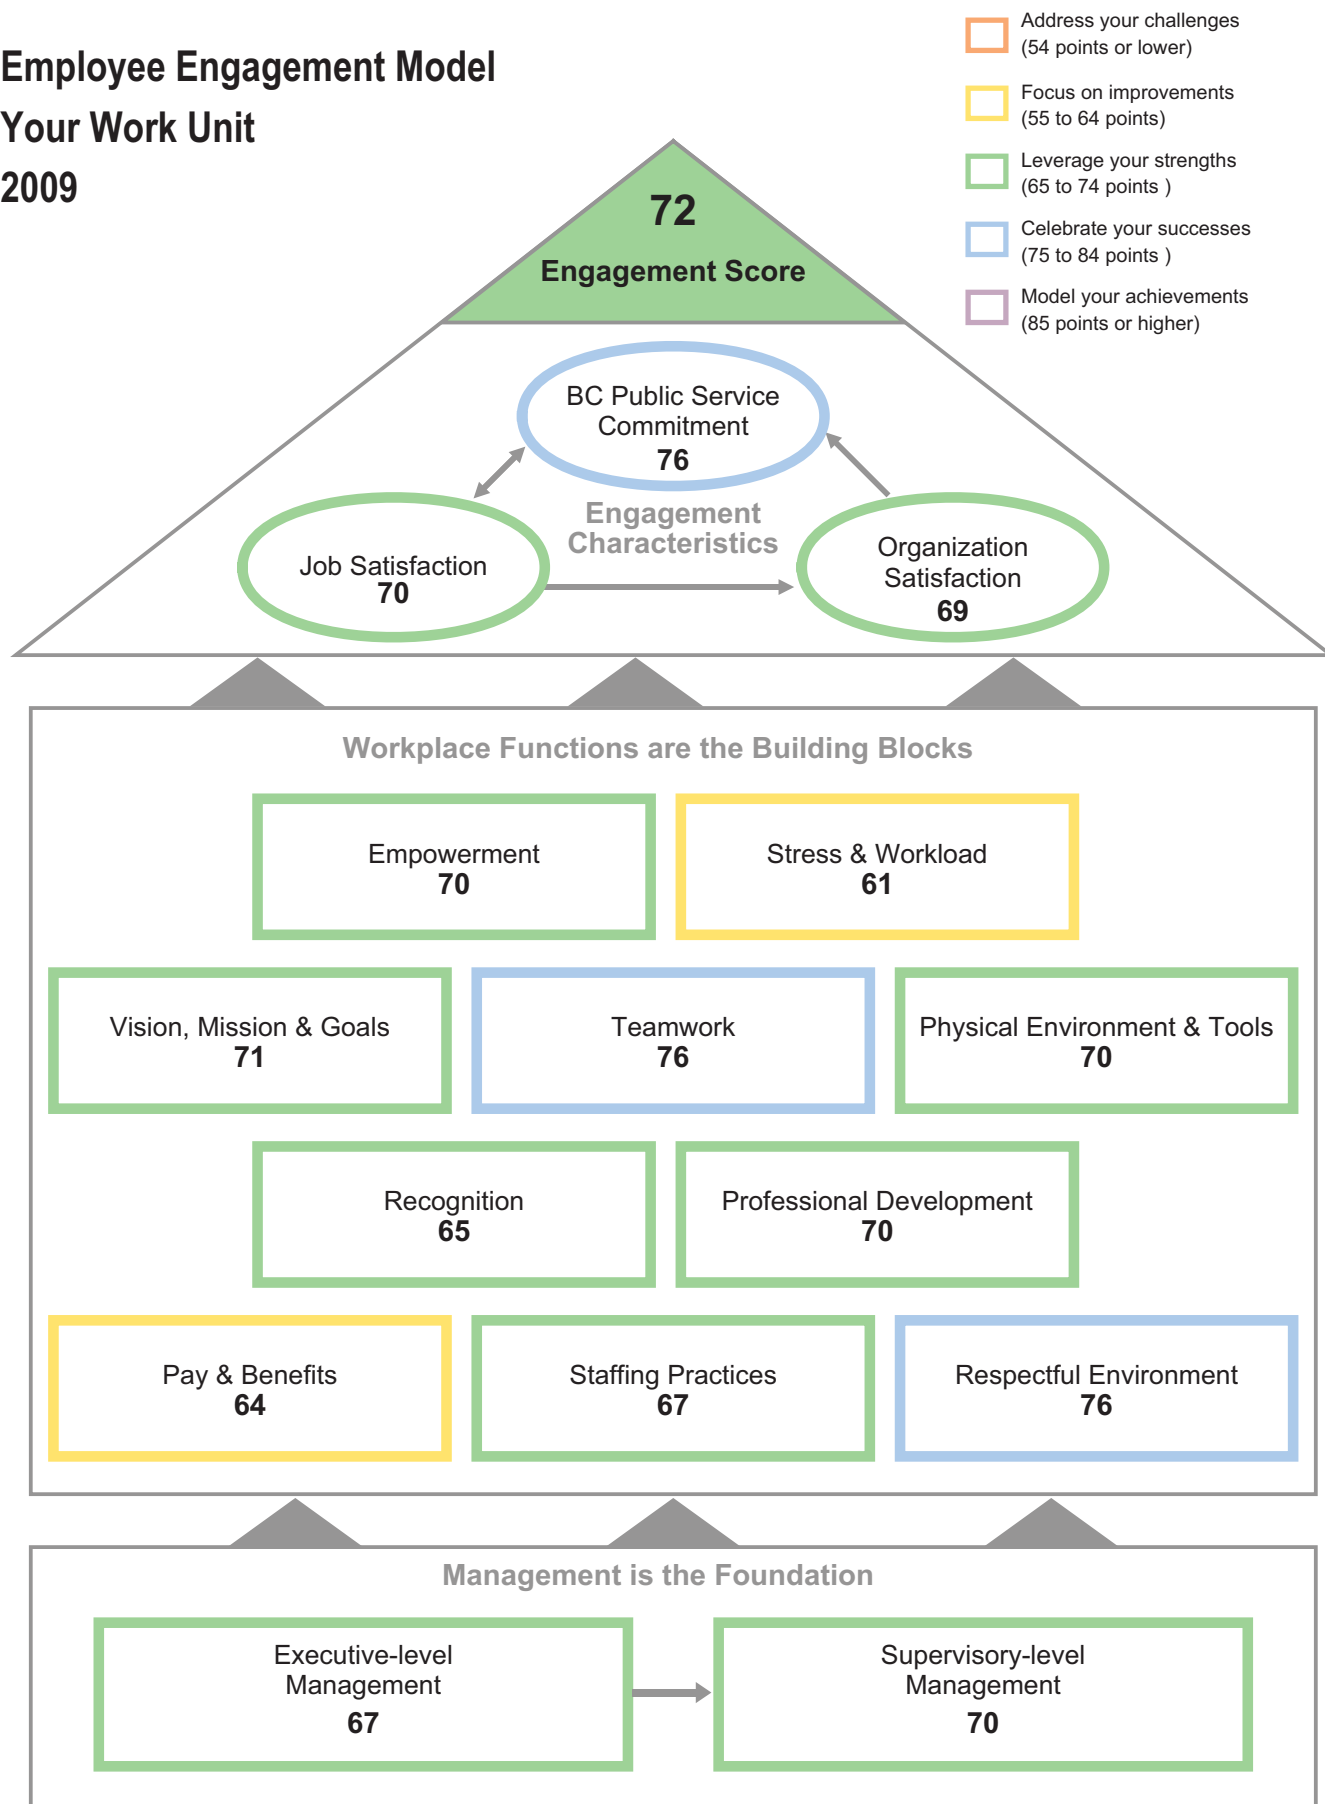 Employee Engagement Model
Your Work Unit
2009
Address your challenges
(54 points or lower)
Focus on improvements
(55 to 64 points)
Leverage your strengths
(65 to 74 points )
Celebrate your successes
(75 to 84 points )
Model your achievements
(85 points or higher)
72
Engagement Score
BC Public Service
Commitment
76
Engagement
Characteristics
Job Satisfaction
70
Organization
Satisfaction
69
Workplace Functions are the Building Blocks
Empowerment
70
Stress & Workload
61
Vision, Mission & Goals
71
Teamwork
76
Physical Environment & Tools
70
Recognition
65
Professional Development
70
Pay & Benefits
64
Staffing Practices
67
Respectful Environment
76
Management is the Foundation
Executive-level
Management
67
Supervisory-level
Management
70